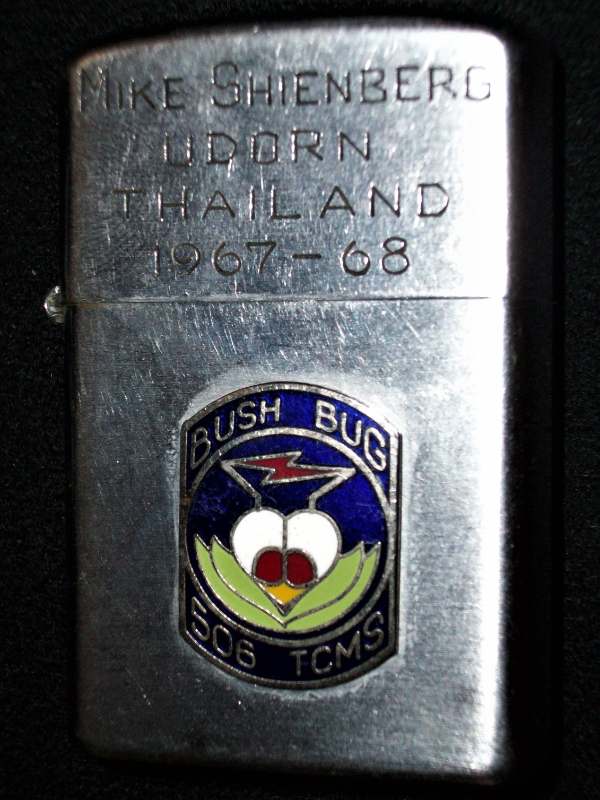 MIKE SHIENBERG
UDORN
THAILAND
1967-68
BUSH BUG
506 TCMS